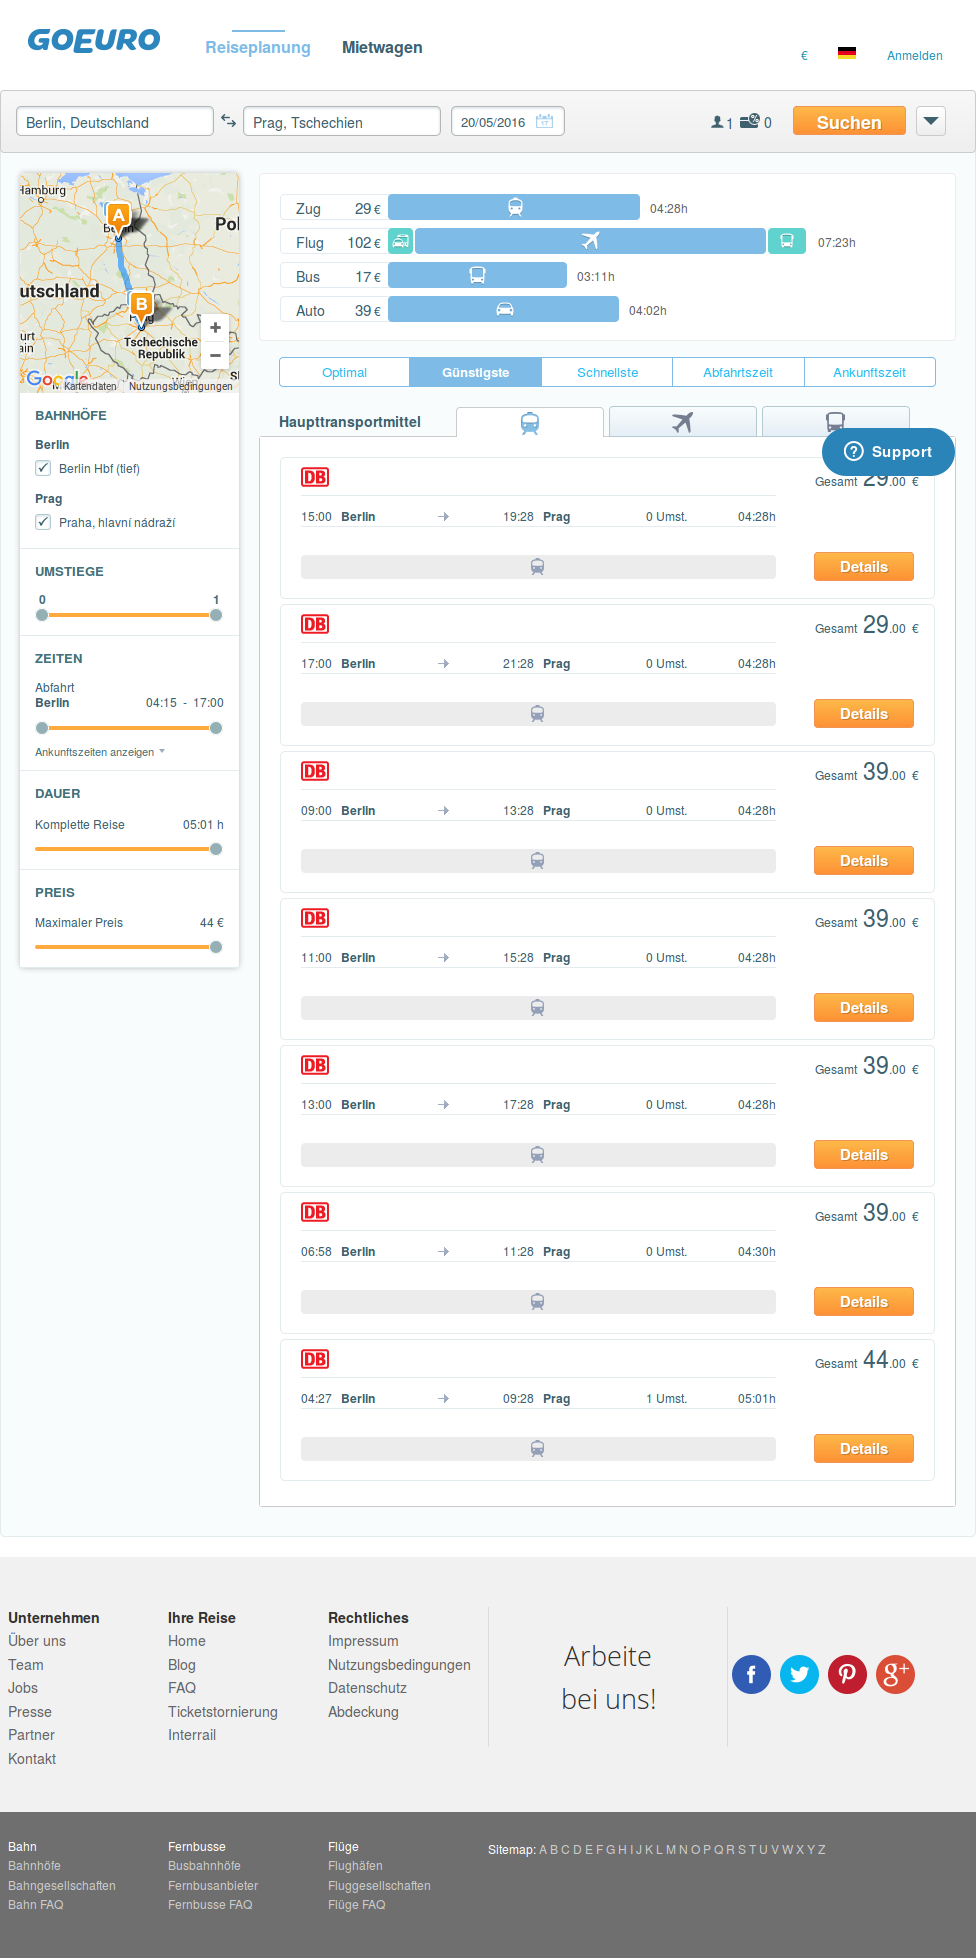 GOEURO
Reiseplanung Mietwagen
€ Anmelden
Berlin, Deutschland Prag, Tschechien 20/05/2016 17 1 % 0 Suchen
Hamburg
A
Pol
utschland
B
Prag
Tschechische
Republik
+
−
Google
Kartendaten Nutzungsbedingungen
Zug 29 € 04:28h
Flug 102 € 07:23h
Bus 17 € 03:11h
Auto 39 € 04:02h
Optimal Günstigste Schnellste Abfahrtszeit Ankunftszeit
Haupttransportmittel
? Support
BAHNHÖFE
Berlin
Berlin Hbf (tief)
Prag
Praha, hlavní nádraží
UMSTIEGE
0 1
ZEITEN
Abfahrt
Berlin 04:15 - 17:00
Ankunftszeiten anzeigen
DAUER
Komplette Reise 05:01 h
PREIS
Maximaler Preis 44 €
DB Gesamt 29.00 €
15:00 Berlin 19:28 Prag 0 Umst. 04:28h
Details
DB Gesamt 29.00 €
17:00 Berlin 21:28 Prag 0 Umst. 04:28h
Details
DB Gesamt 39.00 €
09:00 Berlin 13:28 Prag 0 Umst. 04:28h
Details
DB Gesamt 39.00 €
11:00 Berlin 15:28 Prag 0 Umst. 04:28h
Details
DB Gesamt 39.00 €
13:00 Berlin 17:28 Prag 0 Umst. 04:28h
Details
DB Gesamt 39.00 €
06:58 Berlin 11:28 Prag 0 Umst. 04:30h
Details
DB Gesamt 44.00 €
04:27 Berlin 09:28 Prag 1 Umst. 05:01h
Details
Unternehmen
Über uns
Team
Jobs
Presse
Partner
Kontakt
Ihre Reise
Home
Blog
FAQ
Ticketstornierung
Interrail
Rechtliches
Impressum
Nutzungsbedingungen
Datenschutz
Abdeckung
Arbeite
bei uns!
f g+
Bahn
Bahnhöfe
Bahngesellschaften
Bahn FAQ
Fernbusse
Busbahnhöfe
Fernbusanbieter
Fernbusse FAQ
Flüge
Flughäfen
Fluggesellschaften
Flüge FAQ
Sitemap: A B C D E F G H I J K L M N O P Q R S T U V W X Y Z